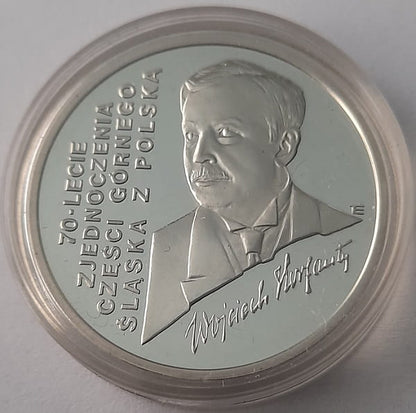 70-LECIE
ZJEDNOCZENIA
CZĘŚCI GÓRNEGO
ŚLĄSKA Z POLSKĄ
Wojciech Korfanty